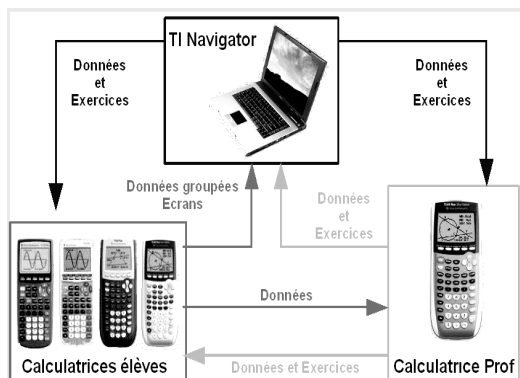 TI Navigator
Données
et
Exercices
Données
et
Exercices
Données groupées
Ecrans
Données
et
Exercices
Données
Données et Exercices
Calculatrices élèves
Calculatrice Prof